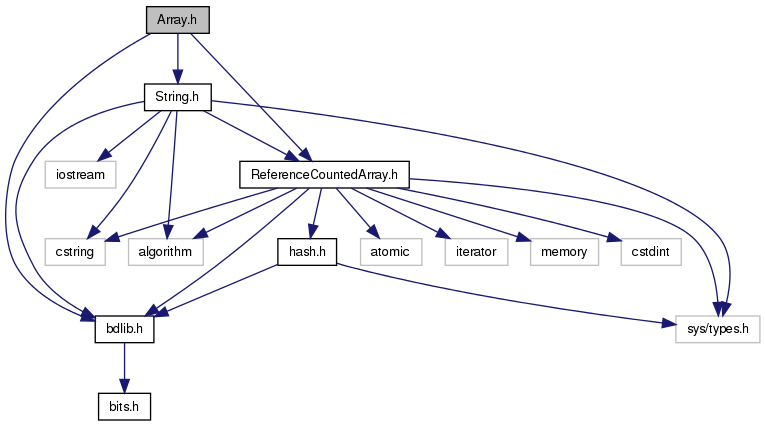 Array.h
String.h
iostream
ReferenceCountedArray.h
cstring
algorithm
hash.h
atomic
iterator
memory
cstdint
bdlib.h
sys/types.h
bits.h